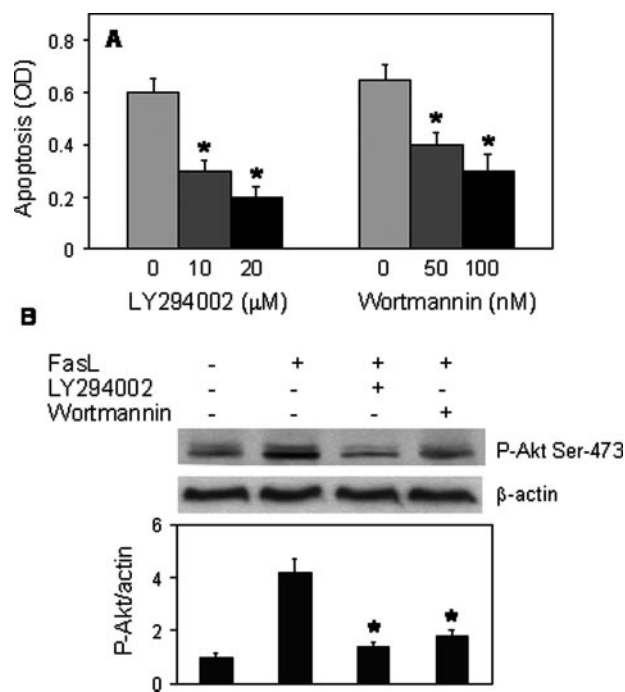 A
Apoptosis (OD)
0.8
0.6
0.4
0.2
0
* * * *
0 10 20 0 50 100
LY294002 (µM) Wortmannin (nM)
B
FasL - + + +
LY294002 - - + -
Wortmannin - - - +
P-Akt Ser-473
β-actin
P-Akt/actin
6
4
2
0
* *